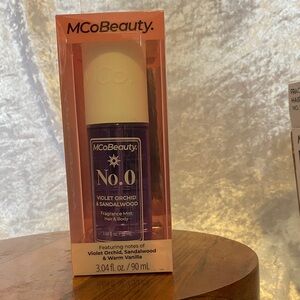 MCoBeauty.
MCoBeauty.
No.0
VIOLET ORCHID
& SANDALWOOD
Fragrance Mist
Hair & Body
Featuring notes of
Violet Orchid, Sandalwood
& Warm Vanilla
3.04 fl. oz. / 90 mL